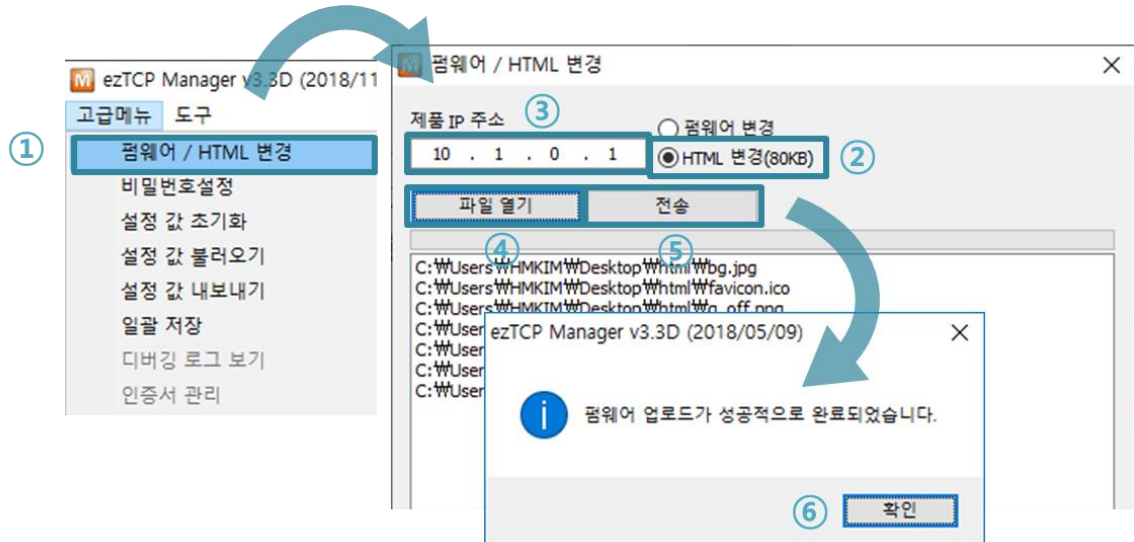 ezTCP Manager v3.3D (2018/11
고급메뉴 도구
① 펌웨어 / HTML 변경
비밀번호설정
설정 값 초기화
설정 값 불러오기
설정 값 내보내기
일괄 저장
디버깅 로그 보기
인증서 관리
펌웨어 / HTML 변경
제품 IP 주소 ③
펌웨어 변경
10 . 1 . 0 . 1
HTML 변경(80KB) ②
파일 열기 전송
④ ⑤
C:₩Users₩HMKIM₩Desktop₩html₩bg.jpg
C:₩Users₩HMKIM₩Desktop₩html₩favicon.ico
C:₩Users₩HMKIM₩Desktop₩html₩g_off.png
C:₩User
C:₩User
C:₩User
C:₩User
ezTCP Manager v3.3D (2018/05/09)
펌웨어 업로드가 성공적으로 완료되었습니다.
⑥ 확인